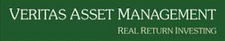 VERITAS ASSET MANAGEMENT
REAL RETURN INVESTING